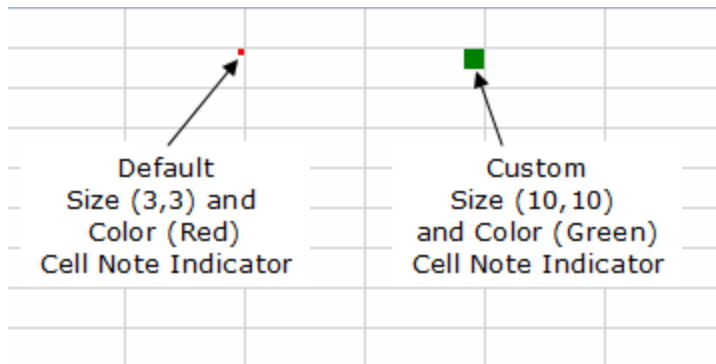 Default
Size (3,3) and
Color (Red)
Cell Note Indicator
Custom
Size (10,10)
and Color (Green)
Cell Note Indicator